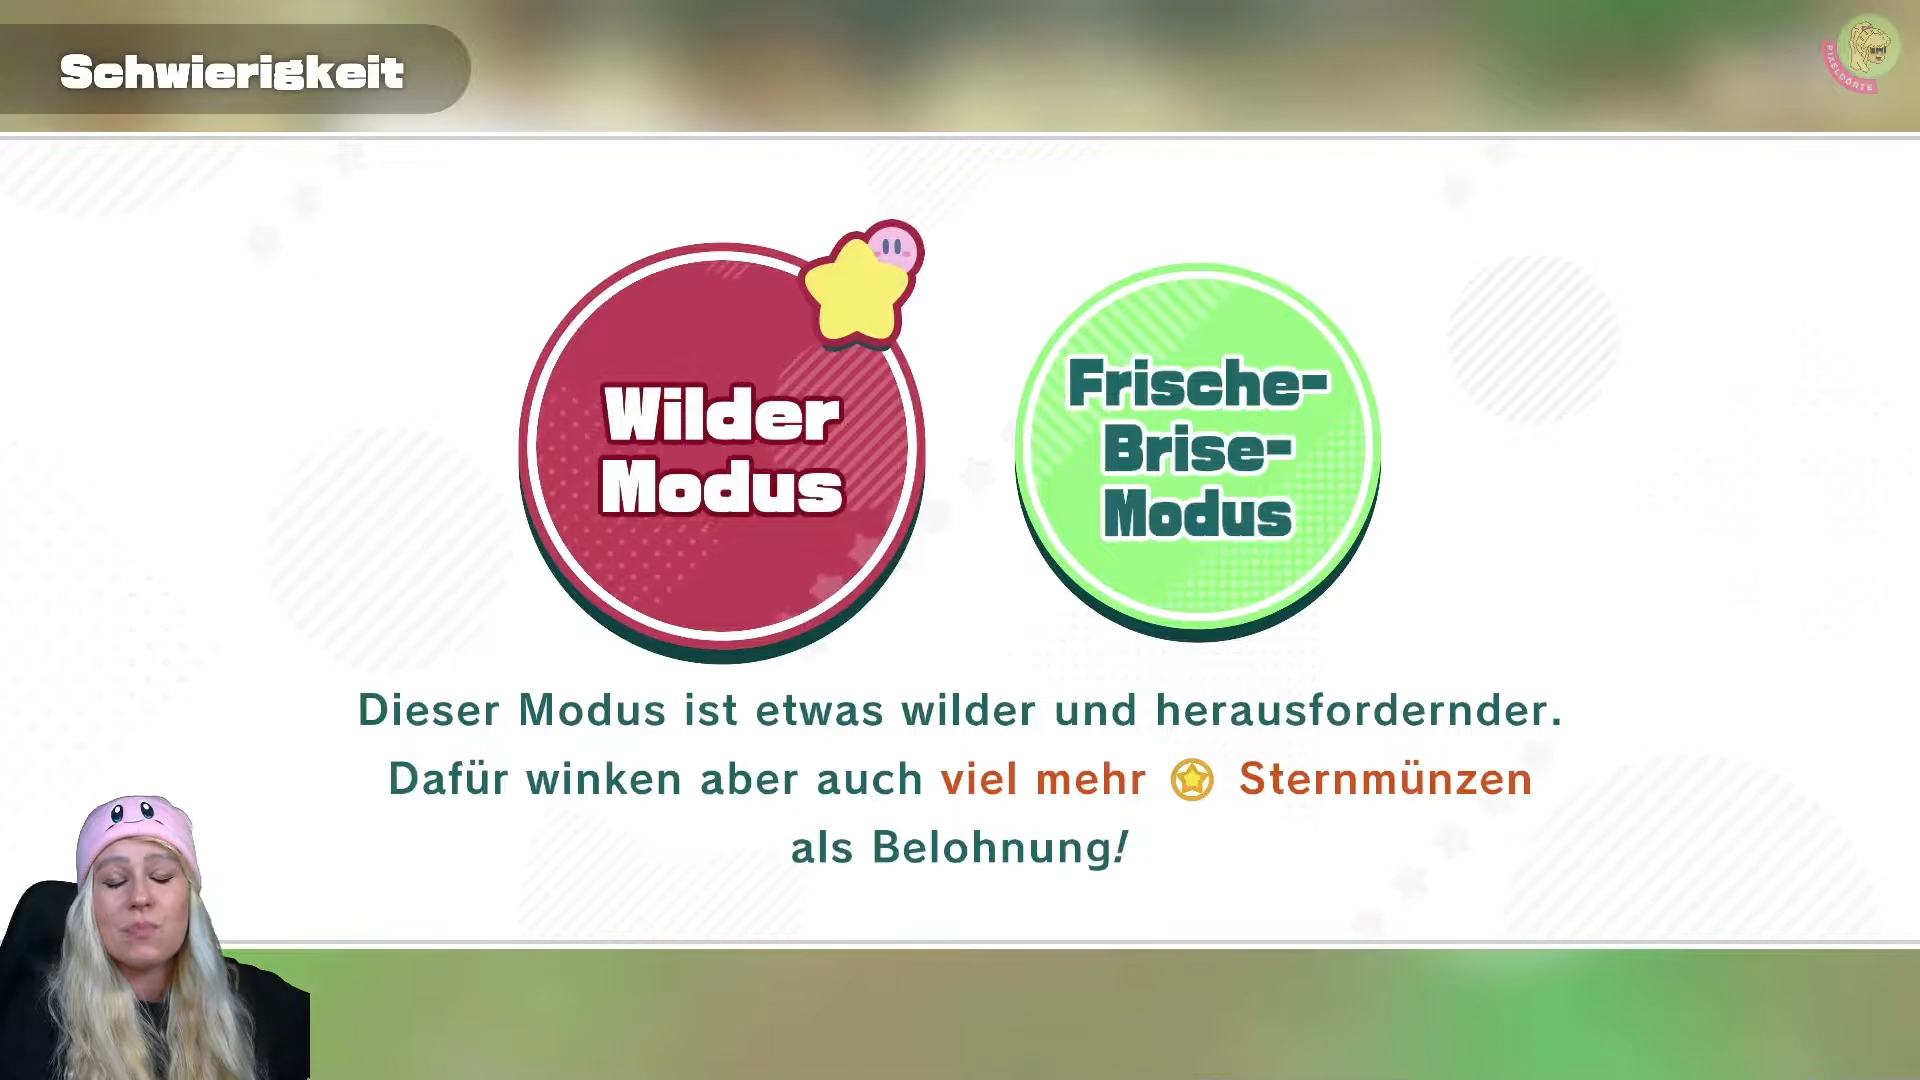 Schwierigkeit
PIXELDÖRTE
Wilder
Modus
Frische-
Brise-
Modus
Dieser Modus ist etwas wilder und herausfordernder.
Dafür winken aber auch viel mehr Sternmünzen
als Belohnung!